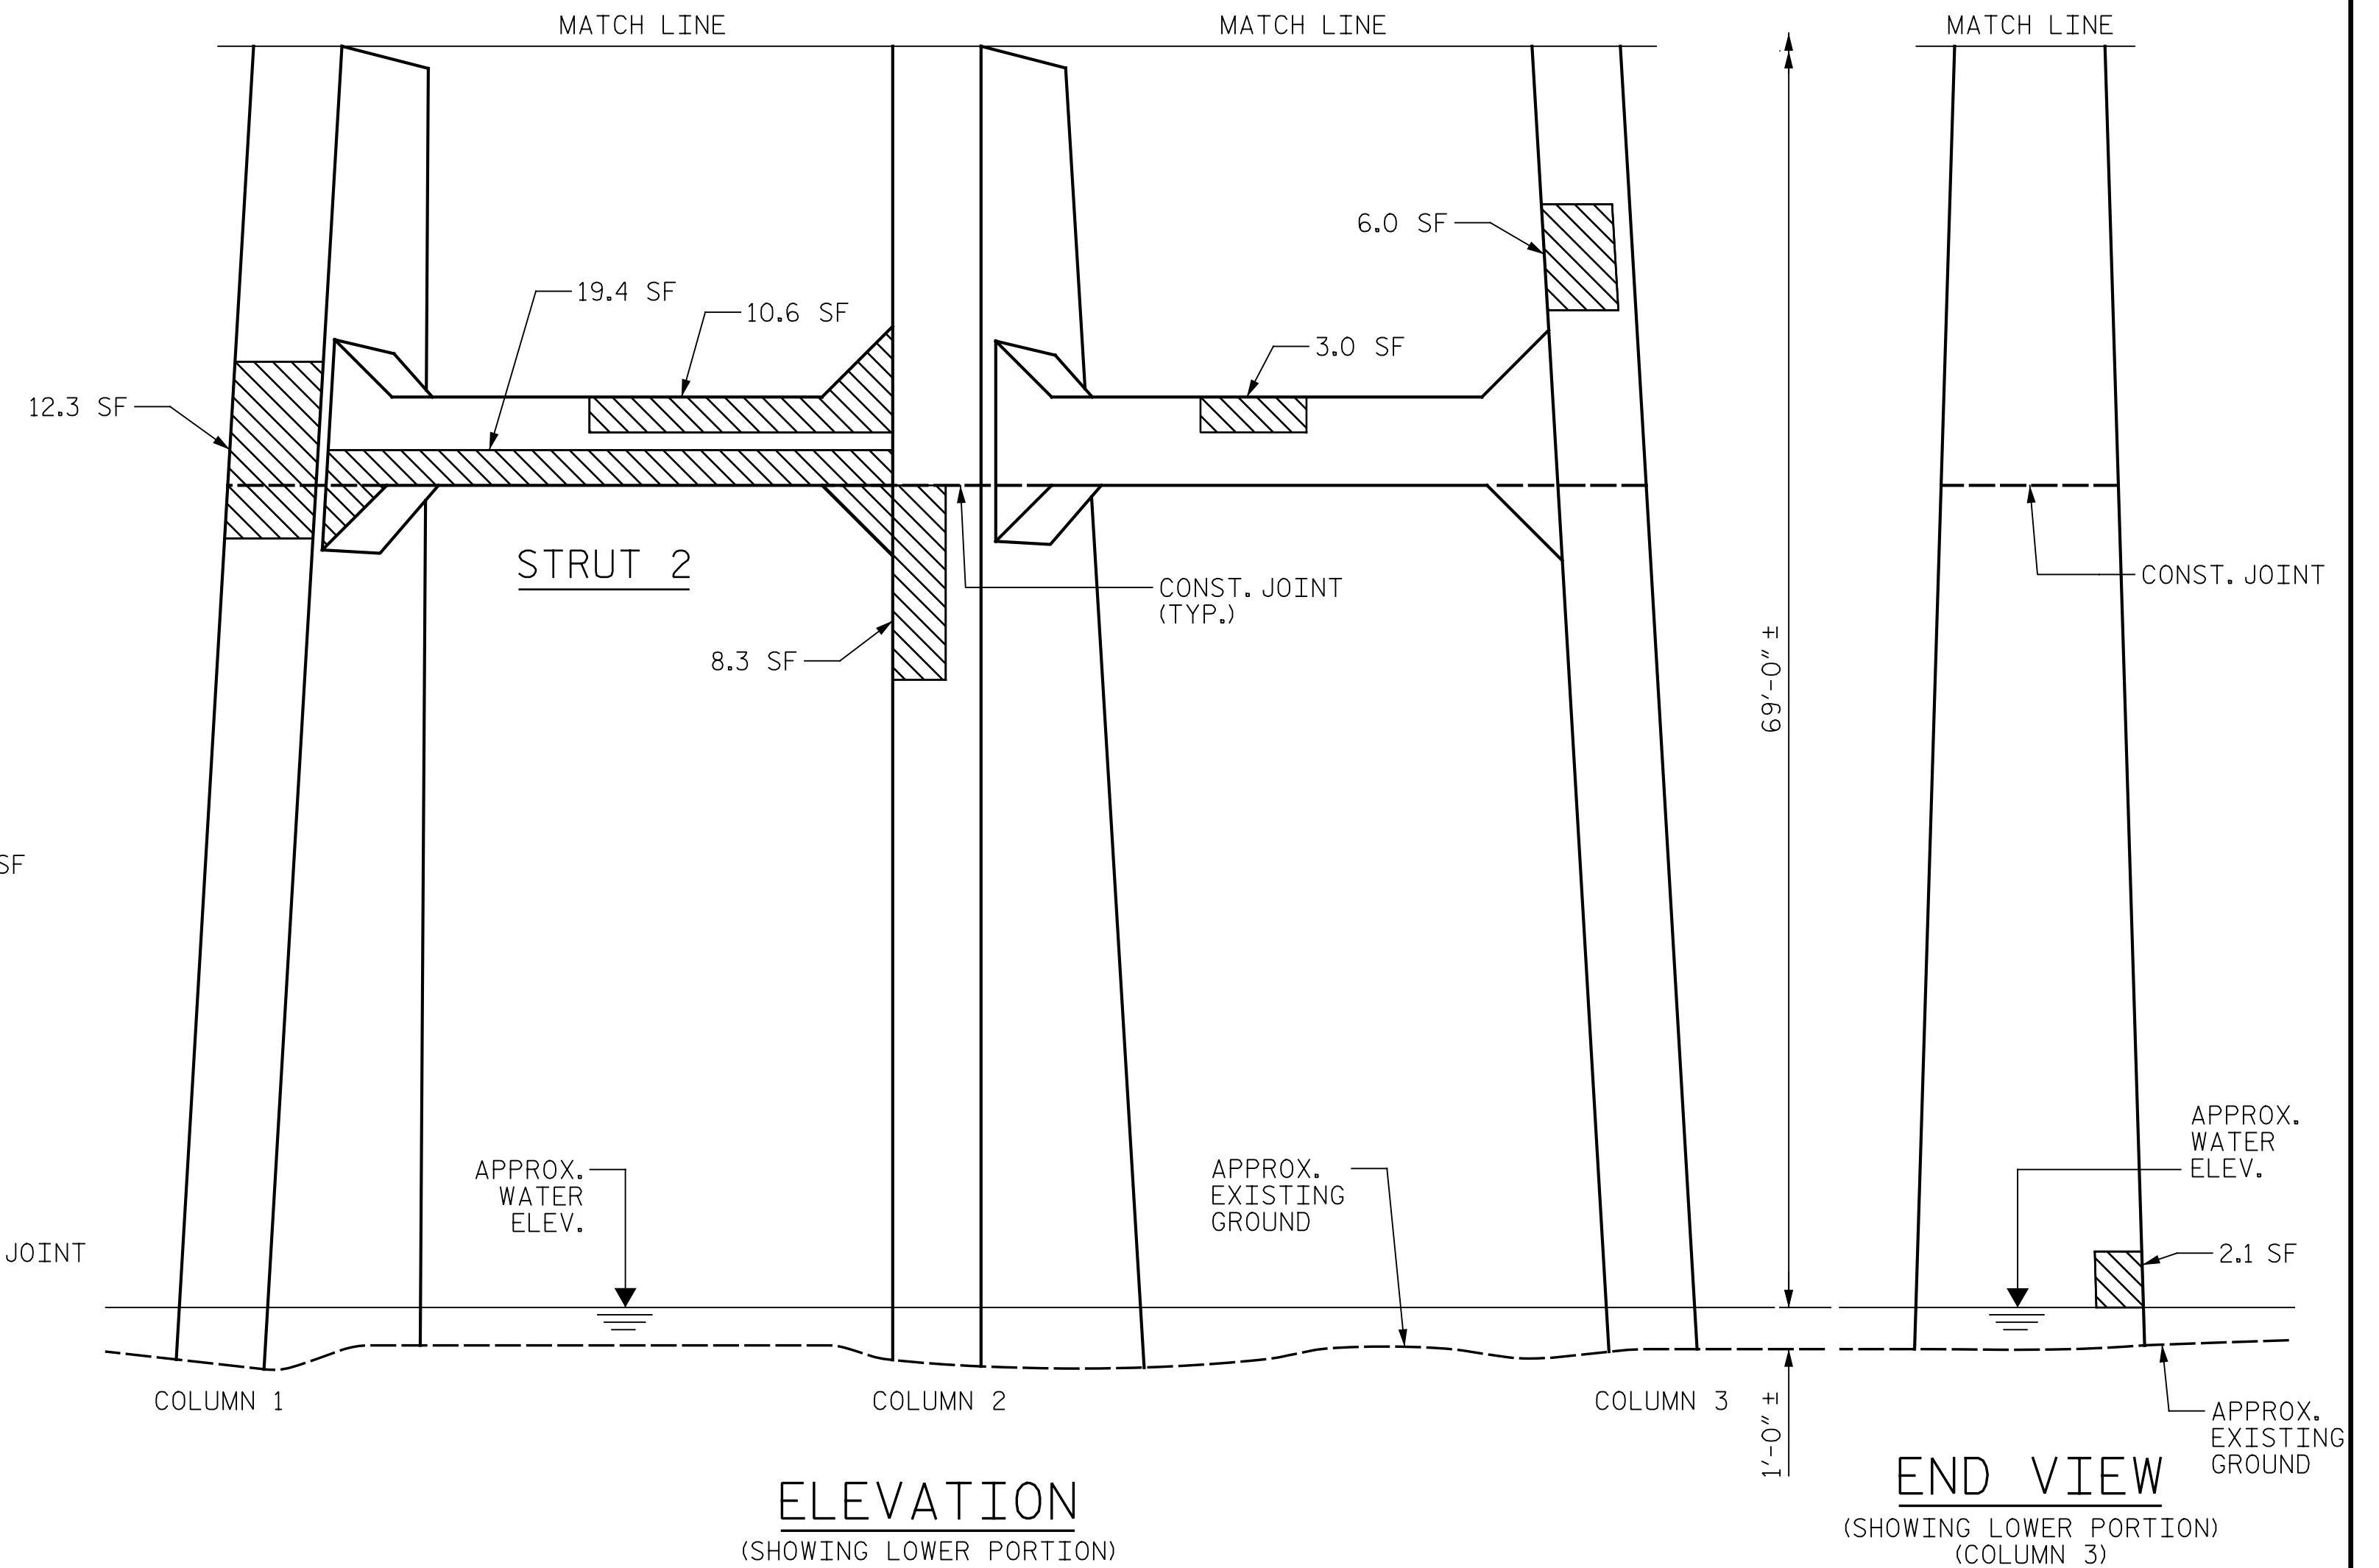 MATCH LINE
MATCH LINE
MATCH LINE
6.0 SF
19.4 SF
10.6 SF
3.0 SF
12.3 SF
STRUT 2
CONST. JOINT
(TYP.)
CONST. JOINT
8.3 SF
69'-0" ±
SF
APPROX.
WATER
ELEV.
APPROX.
EXISTING
GROUND
APPROX.
WATER
ELEV.
JOINT
2.1 SF
COLUMN 1
COLUMN 2
COLUMN 3
1'-0" ±
APPROX.
EXISTING
GROUND
ELEVATION
(SHOWING LOWER PORTION)
END VIEW
(SHOWING LOWER PORTION)
(COLUMN 3)